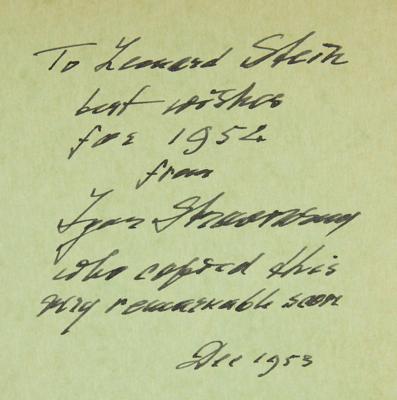 To Leonard Stein
best wishes
for 1954
from
Igor Stravinsky
who copied this
very remarkable score
Dec 1953